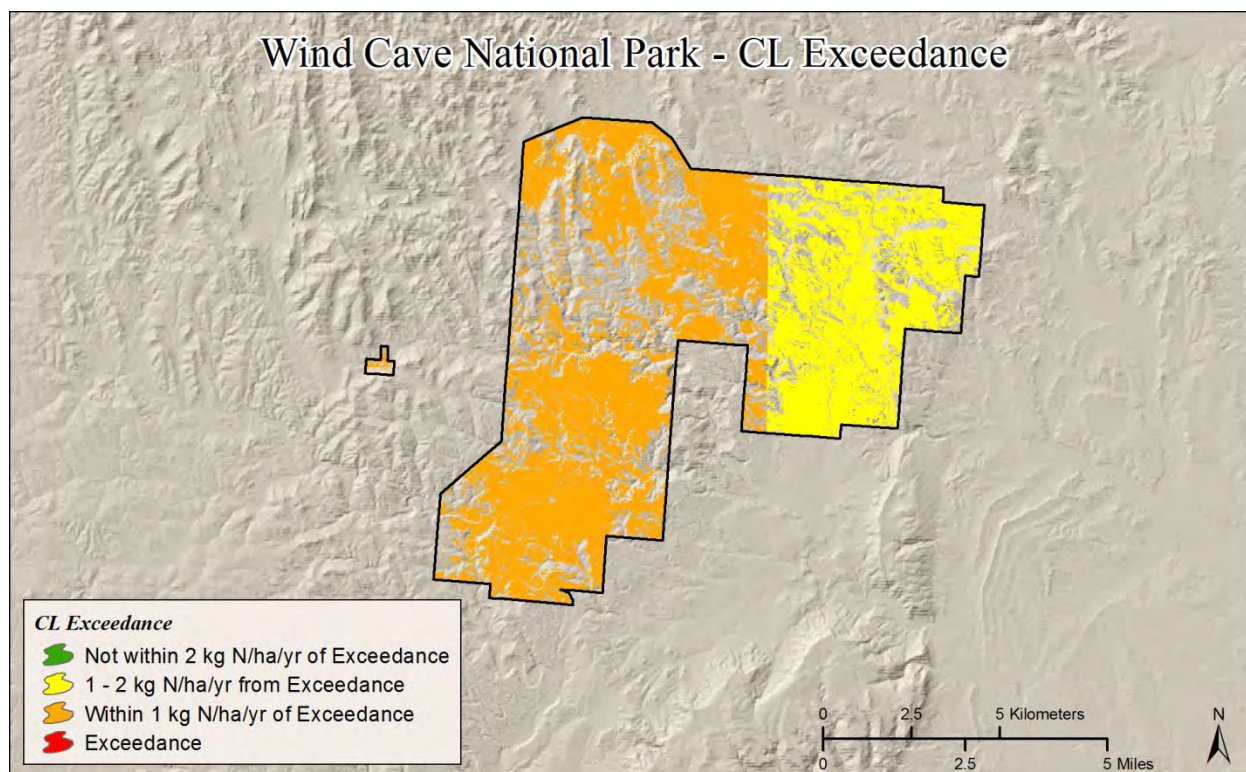 Wind Cave National Park - CL Exceedance
CL Exceedance
Not within 2 kg N/ha/yr of Exceedance
1 - 2 kg N/ha/yr from Exceedance
Within 1 kg N/ha/yr of Exceedance
Exceedance
0 2.5 5 Kilometers
0 2.5 5 Miles
N